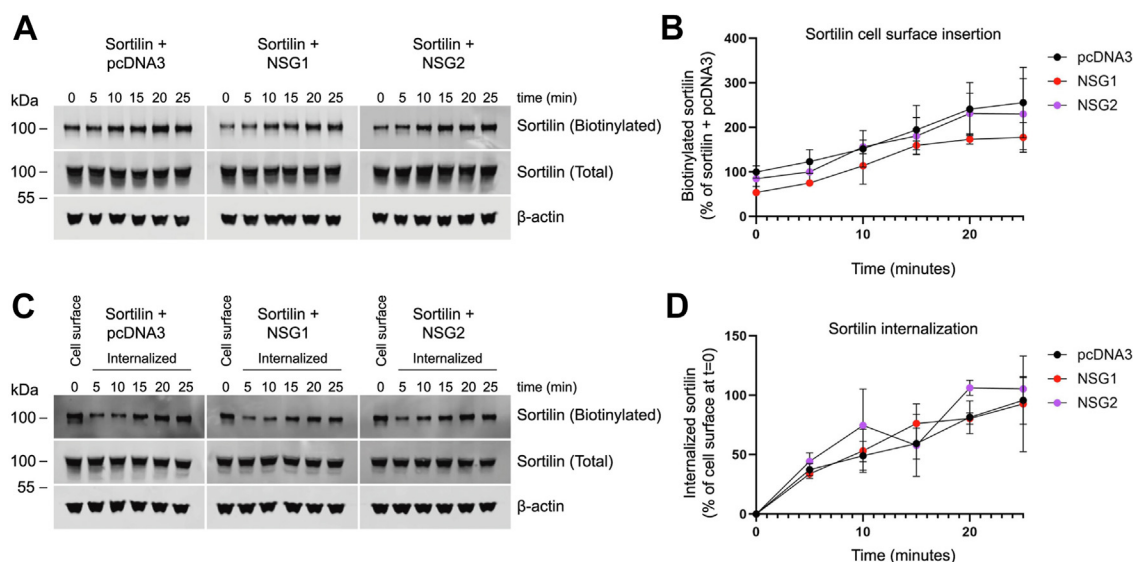 A
Sortilin + pcDNA3
Sortilin + NSG1
Sortilin + NSG2
kDa
0 5 10 15 20 25 0 5 10 15 20 25 0 5 10 15 20 25 time (min)
100 – Sortilin (Biotinylated)
100 – Sortilin (Total)
55 –
β-actin
B
Sortilin cell surface insertion
Biotinylated sortilin
(% of sortilin + pcDNA3)
400
300
200
100
0
0 10 20
Time (minutes)
pcDNA3
NSG1
NSG2
C
Cell surface
Sortilin + pcDNA3
Internalized
Cell surface
Sortilin + NSG1
Internalized
Cell surface
Sortilin + NSG2
Internalized
kDa
0 5 10 15 20 25 0 5 10 15 20 25 0 5 10 15 20 25 time (min)
100 – Sortilin (Biotinylated)
100 – Sortilin (Total)
55 –
β-actin
D
Sortilin internalization
Internalized sortilin
(% of cell surface at t=0)
150
100
50
0
0 10 20
Time (minutes)
pcDNA3
NSG1
NSG2